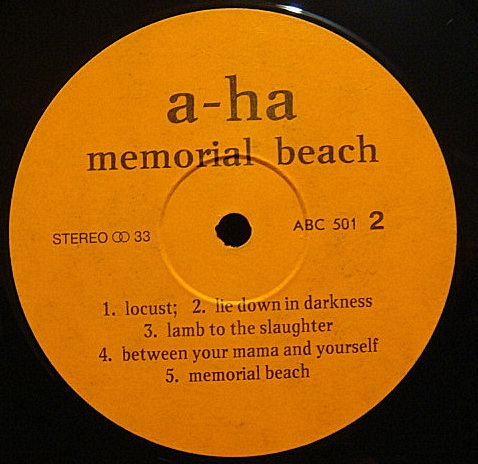 a-ha
memorial beach
STEREO ↀ 33
ABC 501 2
1. locust; 2. lie down in darkness
3. lamb to the slaughter
4. between your mama and yourself
5. memorial beach